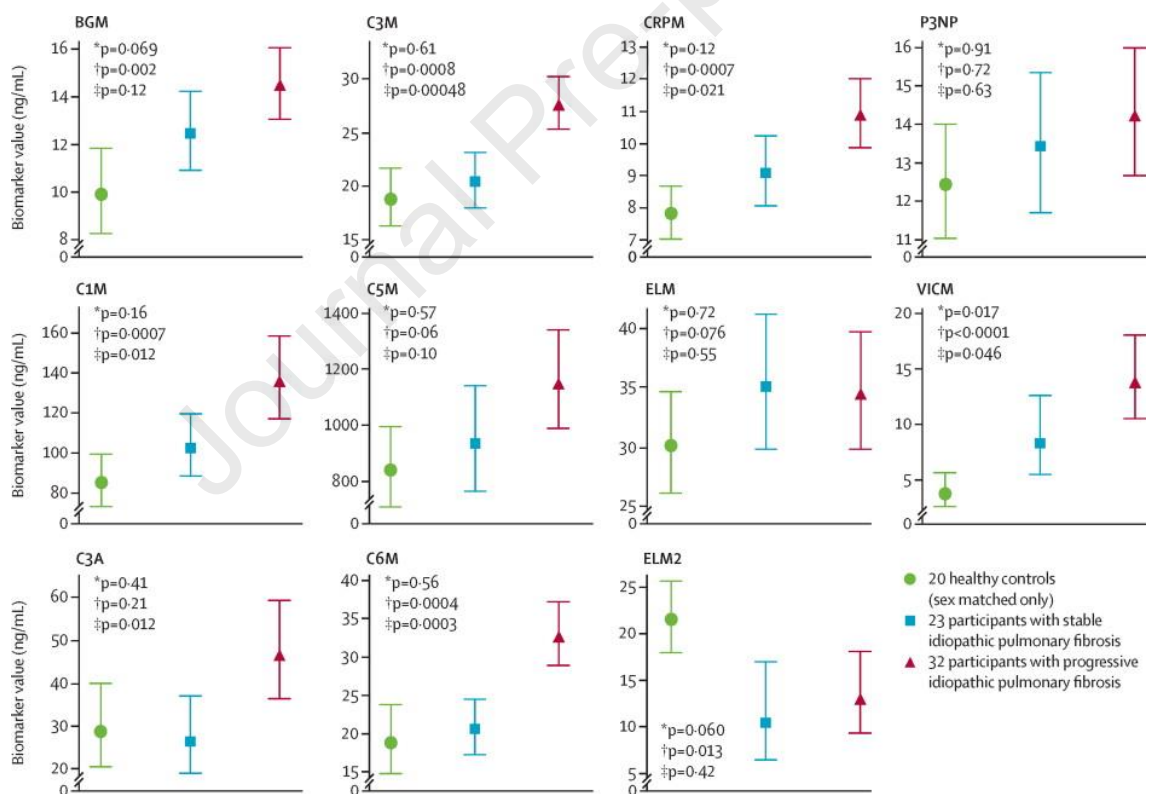 BGM
Biomarker value (ng/mL)
16
14
12
10
8
0
*p=0·069
†p=0·002
‡p=0·12
C3M
30
25
20
15
0
*p=0·61
†p=0·0008
‡p=0·00048
CRPM
13
12
11
10
9
8
7
0
*p=0·12
†p=0·0007
‡p=0·021
P3NP
16
15
14
13
12
11
0
*p=0·91
†p=0·72
‡p=0·63
C1M
Biomarker value (ng/mL)
160
140
120
100
80
0
*p=0·16
†p=0·0007
‡p=0·012
C5M
1400
1200
1000
800
0
*p=0·57
†p=0·06
‡p=0·10
ELM
40
35
30
25
0
*p=0·72
†p=0·076
‡p=0·55
VICM
20
15
10
5
0
*p=0·017
†p<0·0001
‡p=0·046
C3A
Biomarker value (ng/mL)
60
50
40
30
20
0
*p=0·41
†p=0·21
‡p=0·012
C6M
40
35
30
25
20
15
0
*p=0·56
†p=0·0004
‡p=0·0003
ELM2
25
20
15
10
5
0
*p=0·060
†p=0·013
‡p=0·42
20 healthy controls
(sex matched only)
23 participants with stable
idiopathic pulmonary fibrosis
32 participants with progressive
idiopathic pulmonary fibrosis
Journal Pre-p